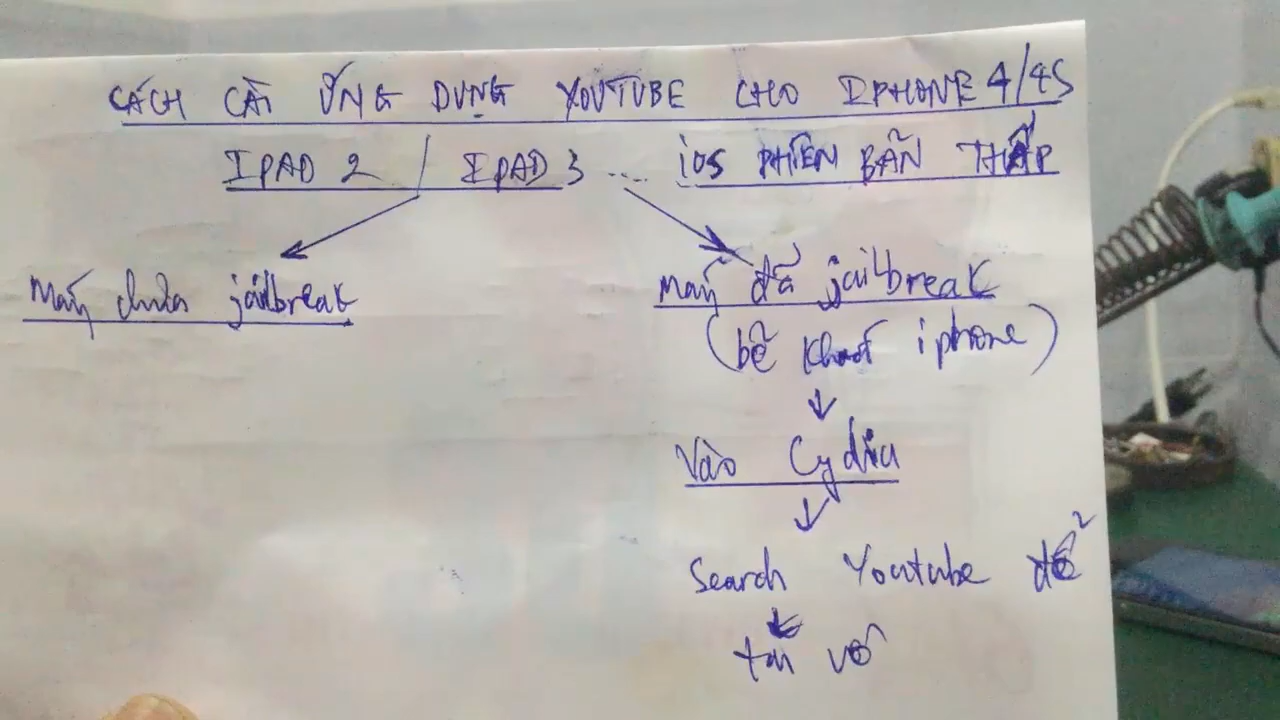 CÁCH CÀI ỨNG DỤNG YOUTUBE CHO IPHONE 4/4S
IPAD 2 / IPAD 3 .... iOS PHIÊN BẢN THẤP
Máy chưa jailbreak
Máy đã jailbreak
(bẻ khoá iphone)
Vào Cydia
Search Youtube để
tải về